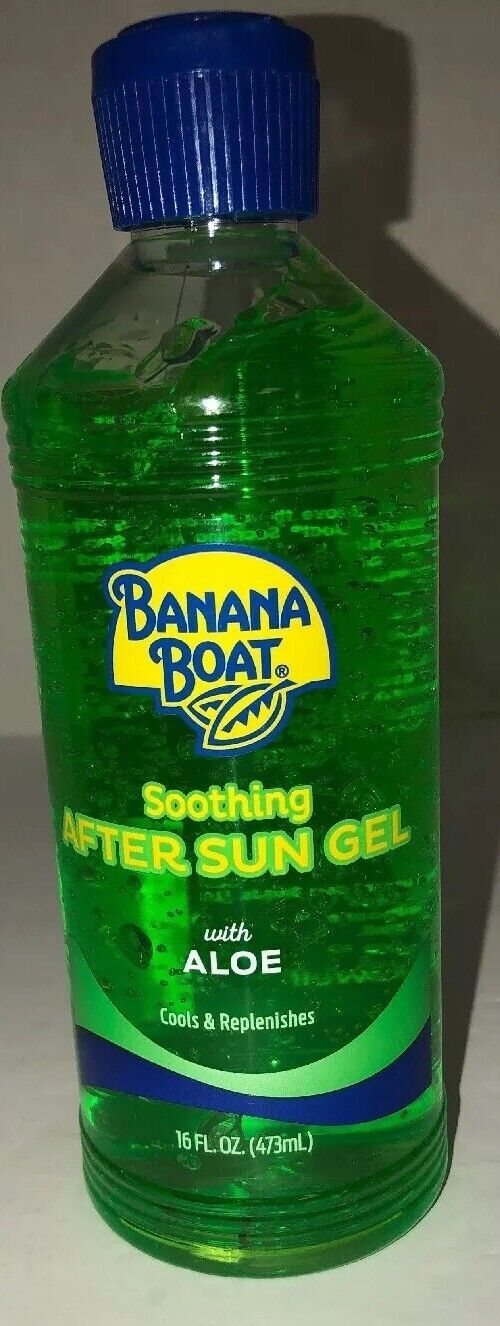 BANANA
BOAT®
Soothing
AFTER SUN GEL
with
ALOE
Cools & Replenishes
16 FL. OZ. (473mL)